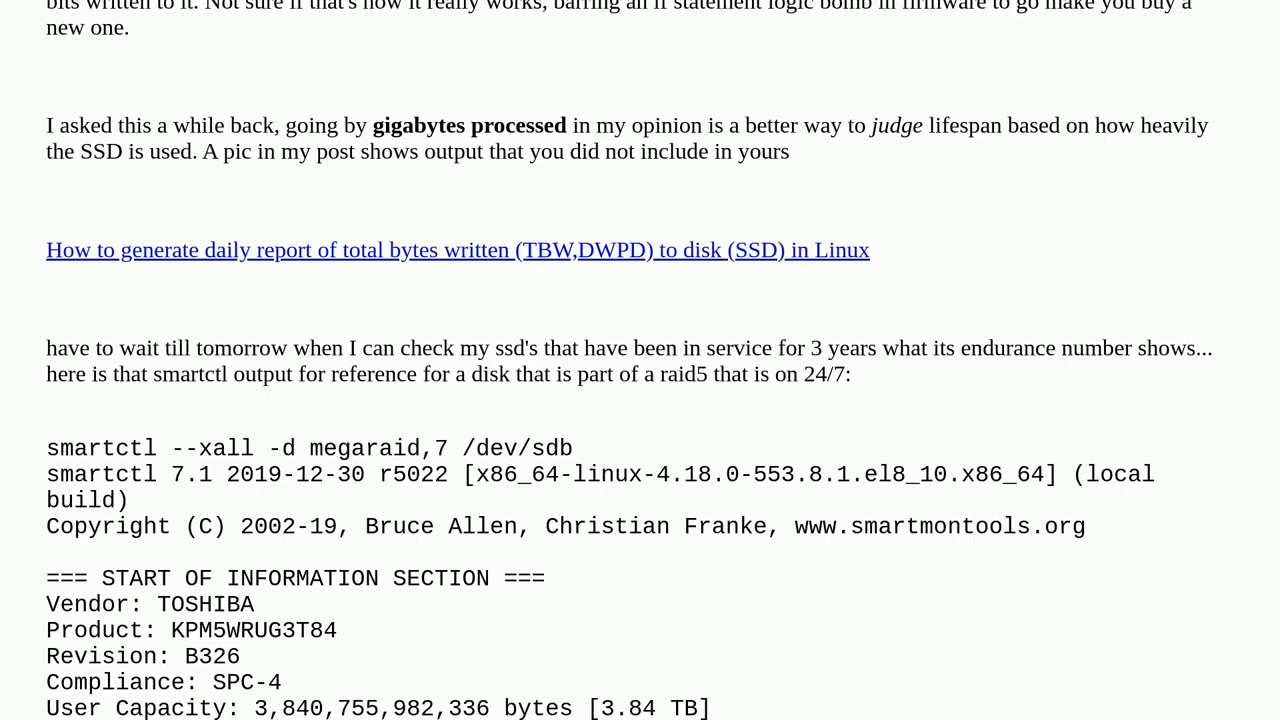 bits written to it. Not sure if that's how it really works, barring an if statement logic bomb in firmware to go make you buy a
new one.
I asked this a while back, going by gigabytes processed in my opinion is a better way to judge lifespan based on how heavily
the SSD is used. A pic in my post shows output that you did not include in yours
How to generate daily report of total bytes written (TBW,DWPD) to disk (SSD) in Linux
have to wait till tomorrow when I can check my ssd's that have been in service for 3 years what its endurance number shows...
here is that smartctl output for reference for a disk that is part of a raid5 that is on 24/7:
smartctl --xall -d megaraid,7 /dev/sdb
smartctl 7.1 2019-12-30 r5022 [x86_64-linux-4.18.0-553.8.1.el8_10.x86_64] (local
build)
Copyright (C) 2002-19, Bruce Allen, Christian Franke, www.smartmontools.org
=== START OF INFORMATION SECTION ===
Vendor: TOSHIBA
Product: KPM5WRUG3T84
Revision: B326
Compliance: SPC-4
User Capacity: 3,840,755,982,336 bytes [3.84 TB]